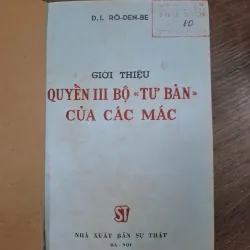 D. I. RÔ-DEN-BE
GIỚI THIỆU
QUYỂN III BỘ «TƯ BẢN»
CỦA CÁC MÁC
ST
NHÀ XUẤT BẢN SỰ THẬT
HÀ-NỘI